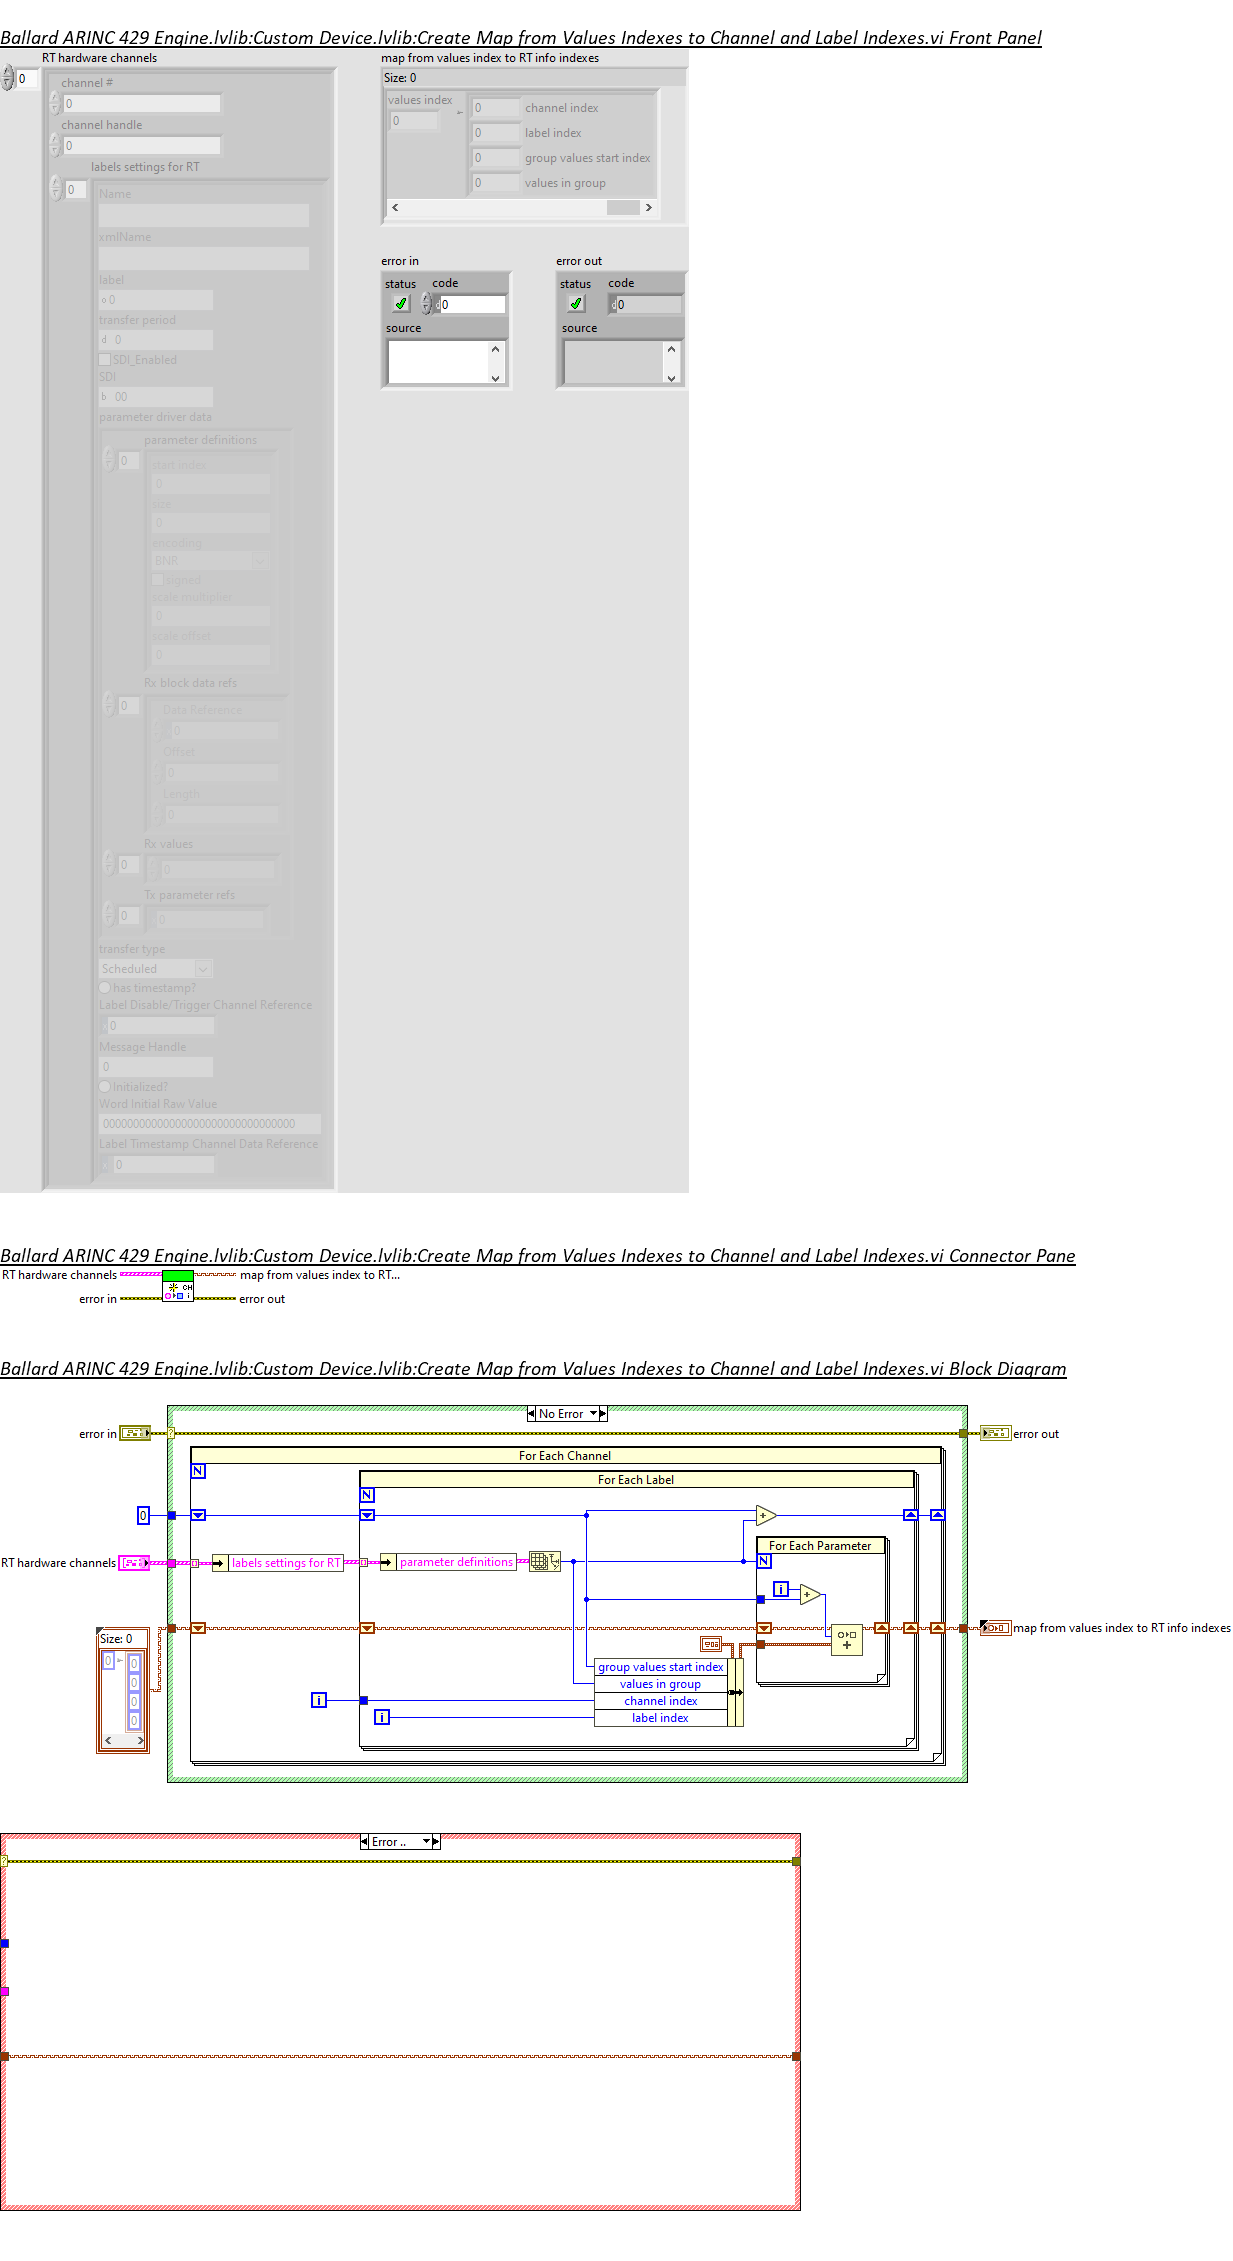 Ballard ARINC 429 Engine.lvlib:Custom Device.lvlib:Create Map from Values Indexes to Channel and Label Indexes.vi Front Panel
RT hardware channels
0
channel #
0
channel handle
0
labels settings for RT
0
Name
xmlName
label
o 0
transfer period
d 0
SDI_Enabled
SDI
b 00
parameter driver data
parameter definitions
0
start index
0
size
0
encoding
BNR
signed
scale multiplier
0
scale offset
0
Rx block data refs
0
Data Reference
0
Offset
0
Length
0
Rx values
0
0
Tx parameter refs
0
0
transfer type
Scheduled
has timestamp?
Label Disable/Trigger Channel Reference
x 0
Message Handle
0
Initialized?
Word Initial Raw Value
00000000000000000000000000000000
Label Timestamp Channel Data Reference
x 0
map from values index to RT info indexes
Size: 0
values index
0
0 channel index
0 label index
0 group values start index
0 values in group
error in
status code
d 0
source
error out
status code
d 0
source
Ballard ARINC 429 Engine.lvlib:Custom Device.lvlib:Create Map from Values Indexes to Channel and Label Indexes.vi Connector Pane
RT hardware channels
map from values index to RT...
CH
i
error in
error out
Ballard ARINC 429 Engine.lvlib:Custom Device.lvlib:Create Map from Values Indexes to Channel and Label Indexes.vi Block Diagram
No Error
error in
?
error out
For Each Channel
N
For Each Label
N
0
+
For Each Parameter
RT hardware channels
labels settings for RT
parameter definitions
N
i
+
map from values index to RT info indexes
Size: 0
0
0
0
0
0
+
group values start index
values in group
i
channel index
i
label index
Error ..
?